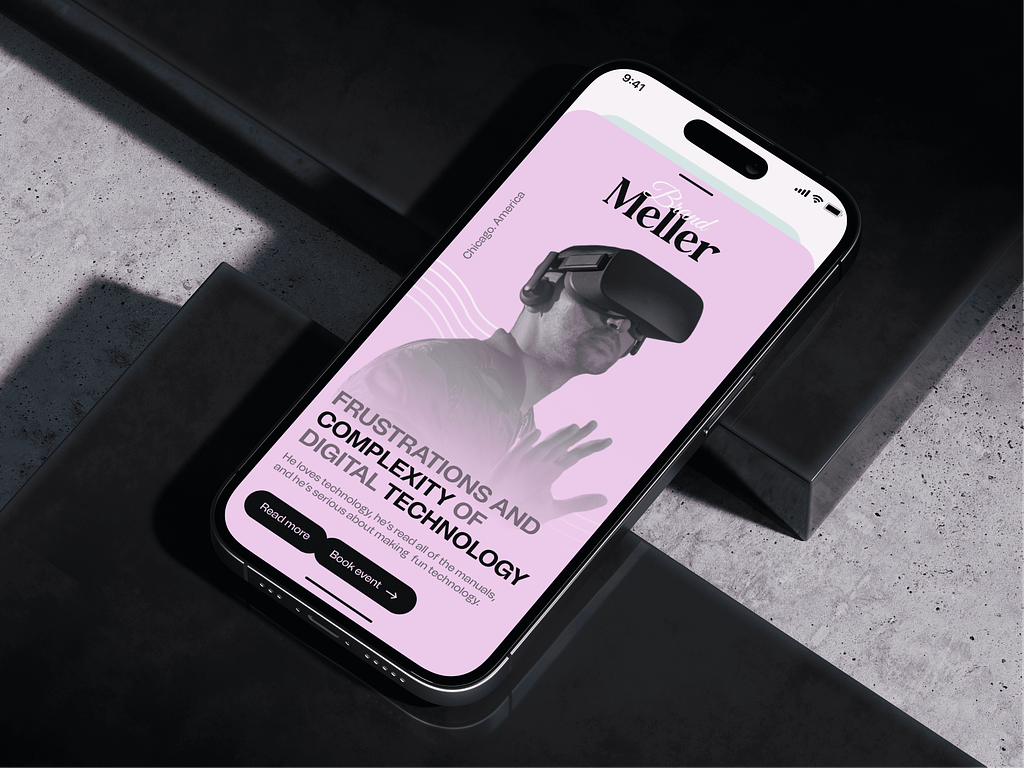 9:41
Brand
Meller
Chicago. America
FRUSTRATIONS AND
COMPLEXITY OF
DIGITAL TECHNOLOGY
He loves technology, he's read all of the manuals,
and he's serious about making fun technology.
Read more
Book event →